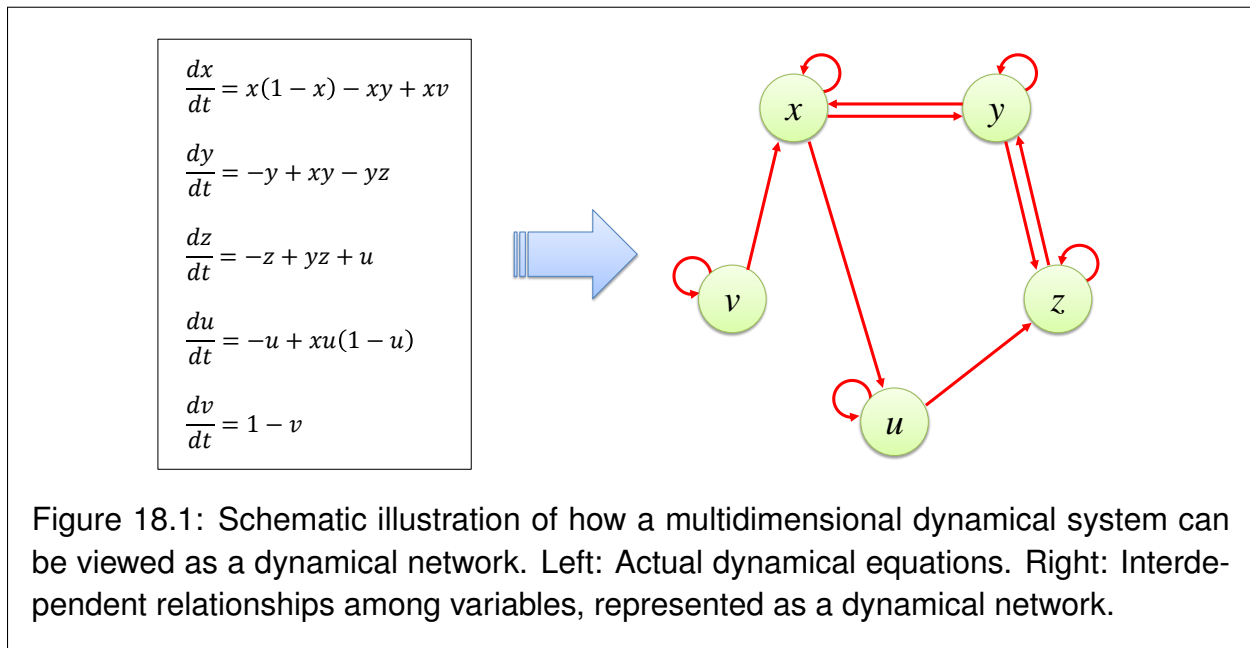 dx/dt = x(1 − x) − xy + xv
dy/dt = −y + xy − yz
dz/dt = −z + yz + u
du/dt = −u + xu(1 − u)
dv/dt = 1 − v
x
y
v
z
u
Figure 18.1: Schematic illustration of how a multidimensional dynamical system can
be viewed as a dynamical network. Left: Actual dynamical equations. Right: Interde-
pendent relationships among variables, represented as a dynamical network.